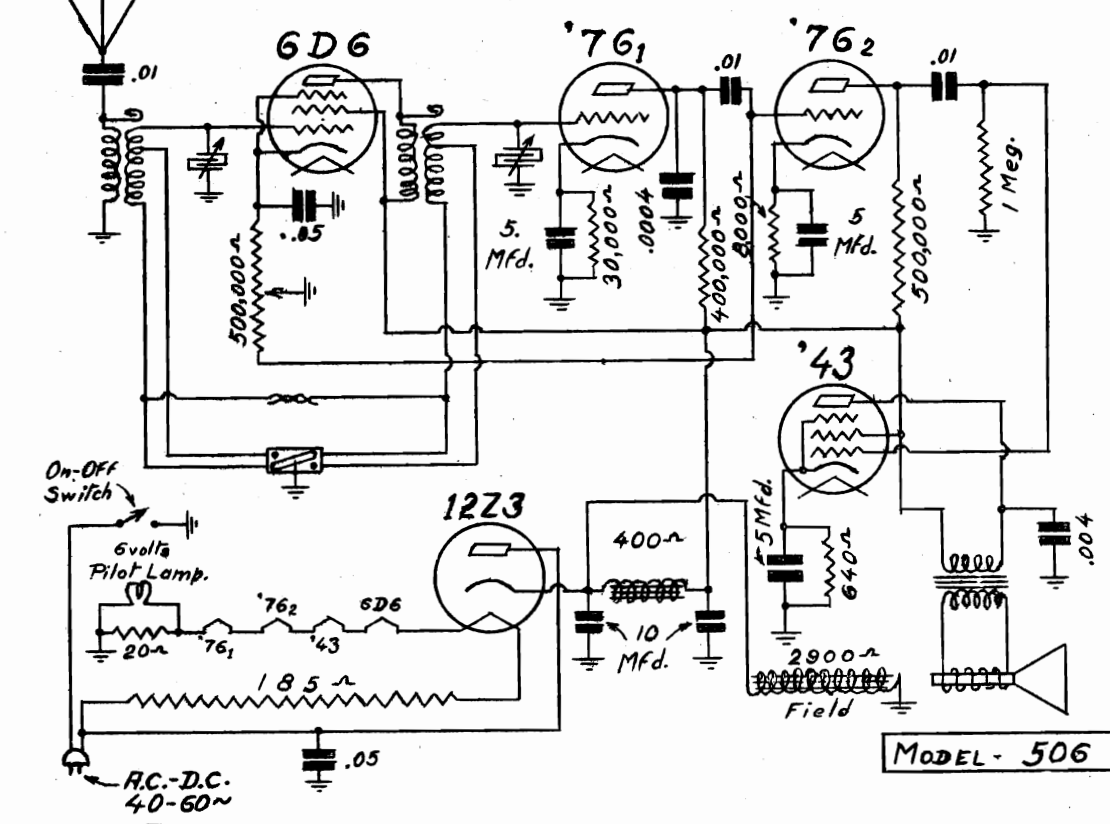 .01
6D6
'76₁
.01
'76₂
.01
1 Meg.
.05
500,000Ω
5.
Mfd.
30,000Ω
.0004
400,000Ω
8,000Ω
5
Mfd.
500,000Ω
'43
On-Off
Switch
6 volts
Pilot Lamp.
12Z3
400Ω
5 Mfd.
640Ω
.004
20Ω
'76₁
'76₂
'43
6D6
10
Mfd.
185Ω
2900Ω
Field
.05
A.C.-D.C.
40-60~
MODEL - 506